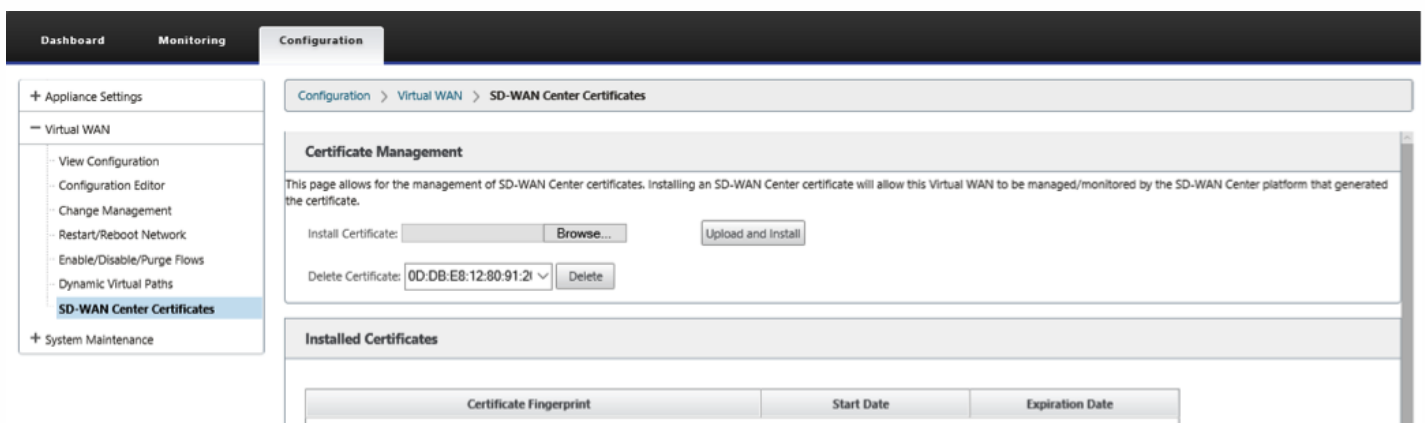 Dashboard Monitoring Configuration
+ Appliance Settings
− Virtual WAN
View Configuration
Configuration Editor
Change Management
Restart/Reboot Network
Enable/Disable/Purge Flows
Dynamic Virtual Paths
SD-WAN Center Certificates
+ System Maintenance
Configuration > Virtual WAN > SD-WAN Center Certificates
Certificate Management
This page allows for the management of SD-WAN Center certificates. Installing an SD-WAN Center certificate will allow this Virtual WAN to be managed/monitored by the SD-WAN Center platform that generated
the certificate.
Install Certificate: Browse... Upload and Install
Delete Certificate: 0D:DB:E8:12:80:91:2 Delete
Installed Certificates
Certificate Fingerprint Start Date Expiration Date